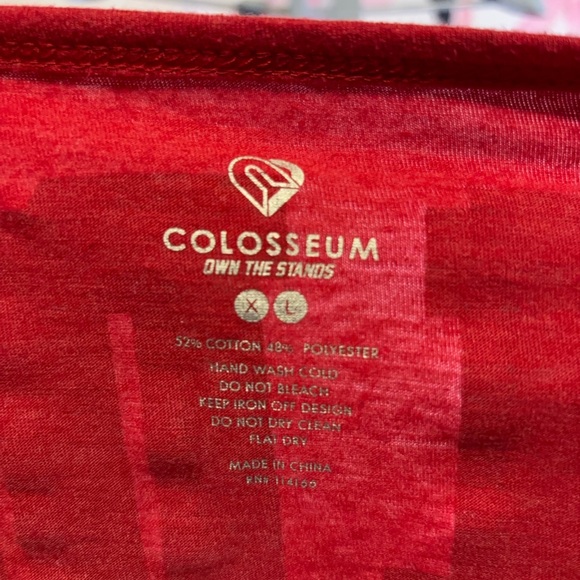 COLOSSEUM
OWN THE STANDS
X L
52% COTTON 48% POLYESTER
HAND WASH COLD
DO NOT BLEACH
KEEP IRON OFF DESIGN
DO NOT DRY CLEAN
FLAT DRY
MADE IN CHINA
RN#